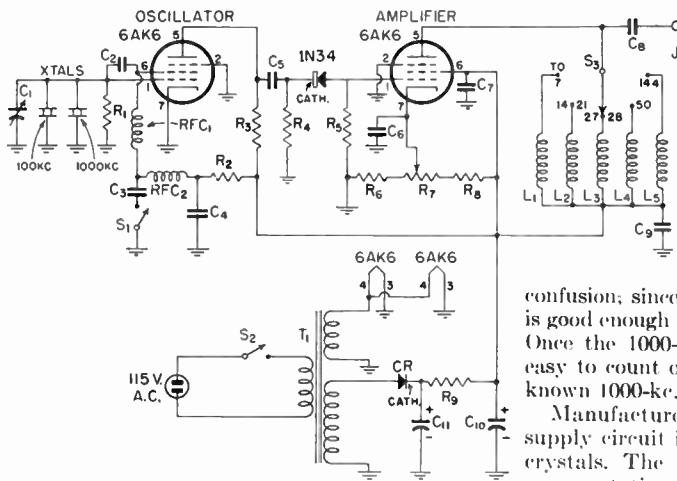 OSCILLATOR
6AK6
AMPLIFIER
6AK6
5
2
6
1
7
C2
C5
1N34
CATH.
5
2
1
6
7
C7
C8
J
S3
XTALS
C1
R1
100KC
1000KC
RFC1
R3
R4
R5
C6
TO
7
14
21
27
28
50
144
C3
RFC2
R2
S1
C4
R6
R7
R8
L1
L2
L3
L4
L5
C9
6AK6
6AK6
4
3
4
3
S2
T1
115 V.
A.C.
CR
CATH.
R9
C11
C10
+
-
+
-
confusion; since
is good enough
Once the 1000-
easy to count o
known 1000-kc.
Manufacture
supply circuit i
crystals. The